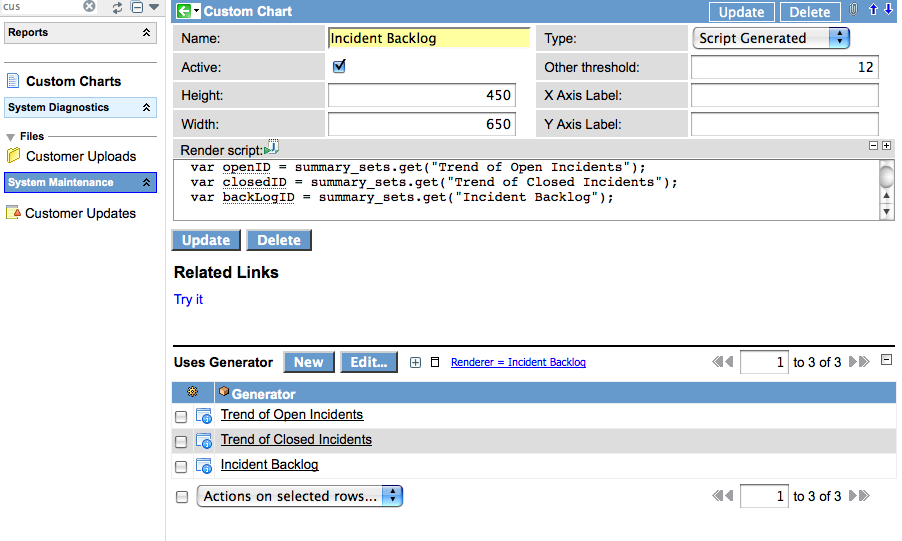 cus
Reports
Custom Charts
System Diagnostics
Files
Customer Uploads
System Maintenance
Customer Updates
Custom Chart
Update Delete
Name: Incident Backlog Type: Script Generated
Active: Other threshold: 12
Height: 450 X Axis Label:
Width: 650 Y Axis Label:
Render script:
var openID = summary_sets.get("Trend of Open Incidents");
var closedID = summary_sets.get("Trend of Closed Incidents");
var backLogID = summary_sets.get("Incident Backlog");
Update Delete
Related Links
Try it
Uses Generator New Edit... Renderer = Incident Backlog 1 to 3 of 3
Generator
Trend of Open Incidents
Trend of Closed Incidents
Incident Backlog
Actions on selected rows... 1 to 3 of 3